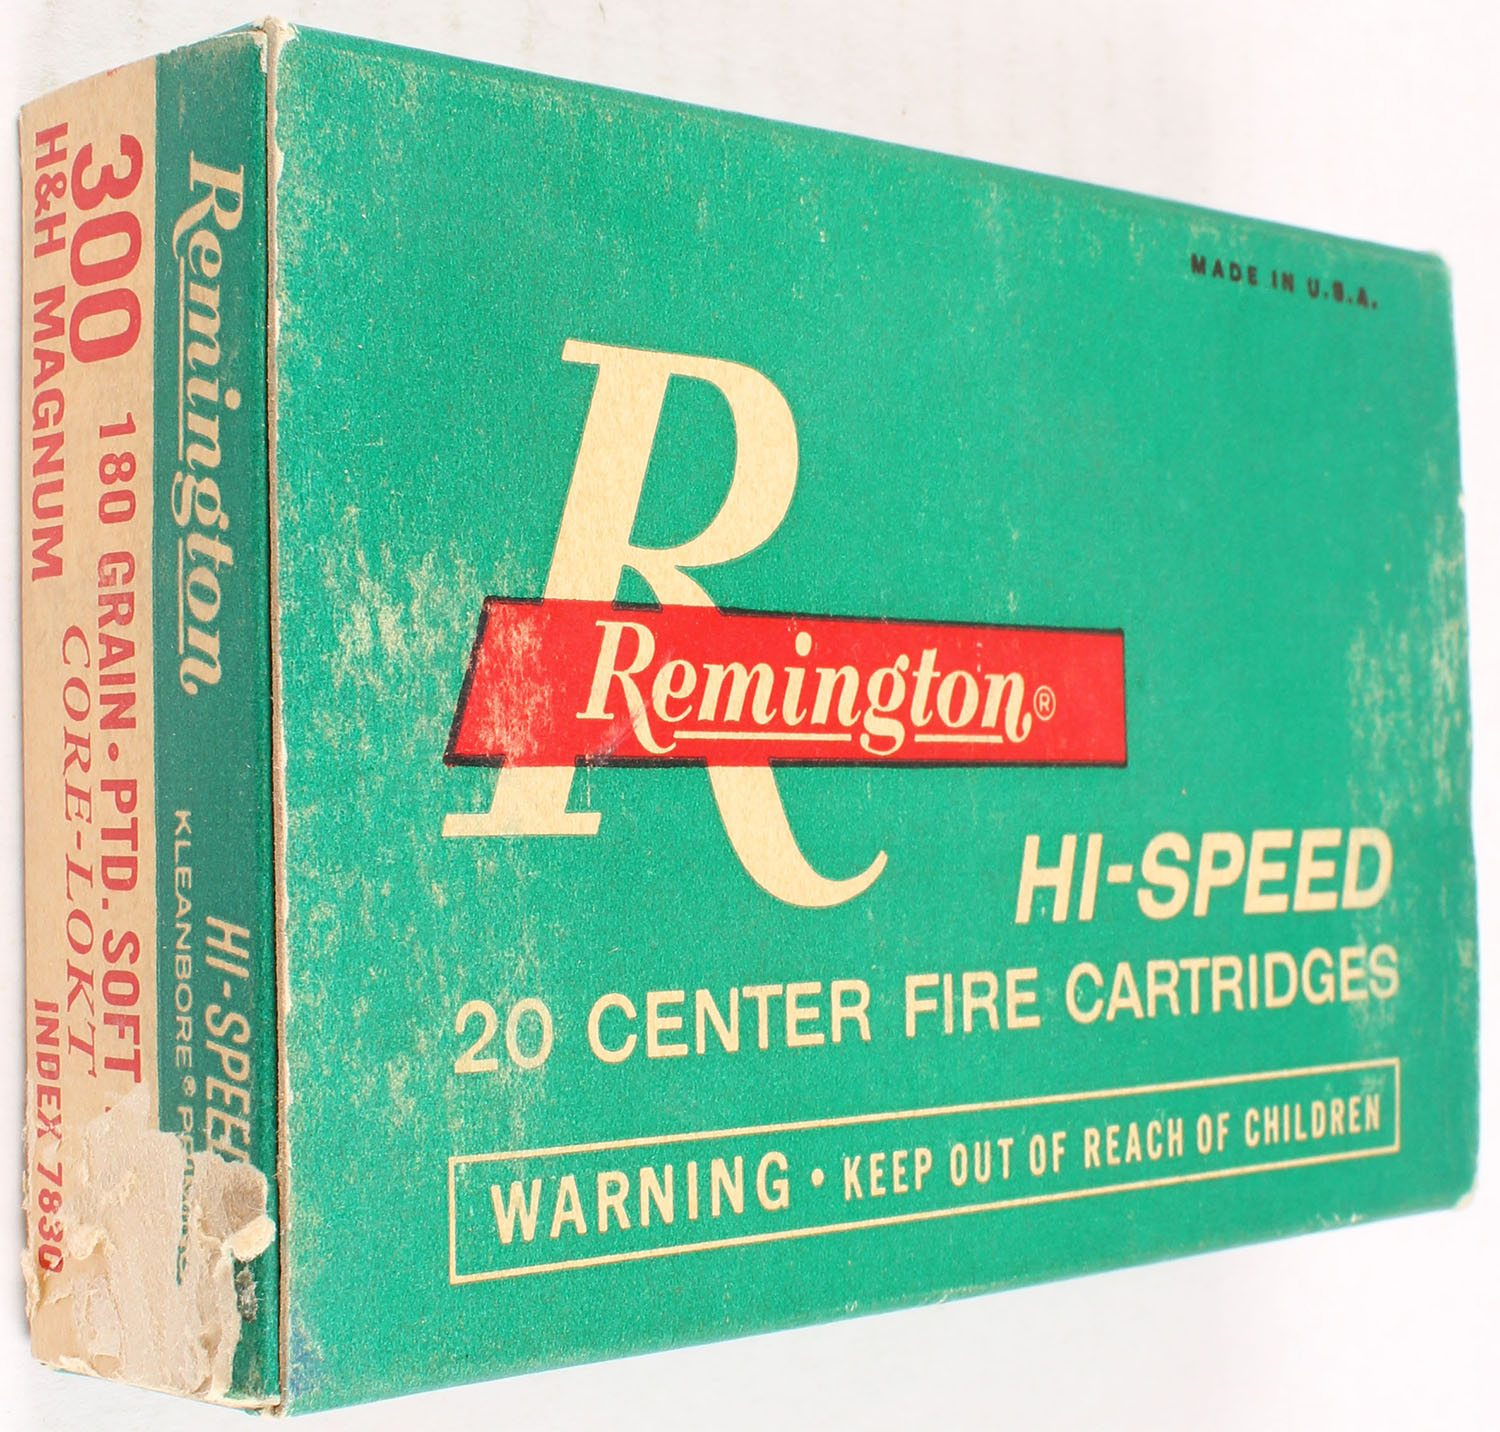 MADE IN U.S.A.
R
Remington®
HI-SPEED
20 CENTER FIRE CARTRIDGES
WARNING • KEEP OUT OF REACH OF CHILDREN
Remington
HI-SPEED
KLEANBORE®
300 180 GRAIN • PTD. SOFT
H&H MAGNUM CORE-LOKT
INDEX 7830